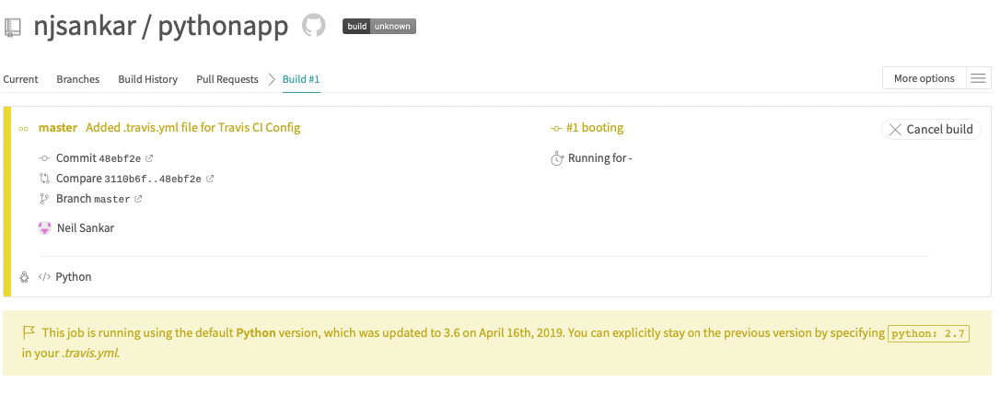 njsankar / pythonapp build unknown
Current Branches Build History Pull Requests Build #1 More options
master Added .travis.yml file for Travis CI Config #1 booting Cancel build
Commit 48ebf2e Running for -
Compare 3110b6f..48ebf2e
Branch master
Neil Sankar
Python
This job is running using the default Python version, which was updated to 3.6 on April 16th, 2019. You can explicitly stay on the previous version by specifying python: 2.7
in your .travis.yml.